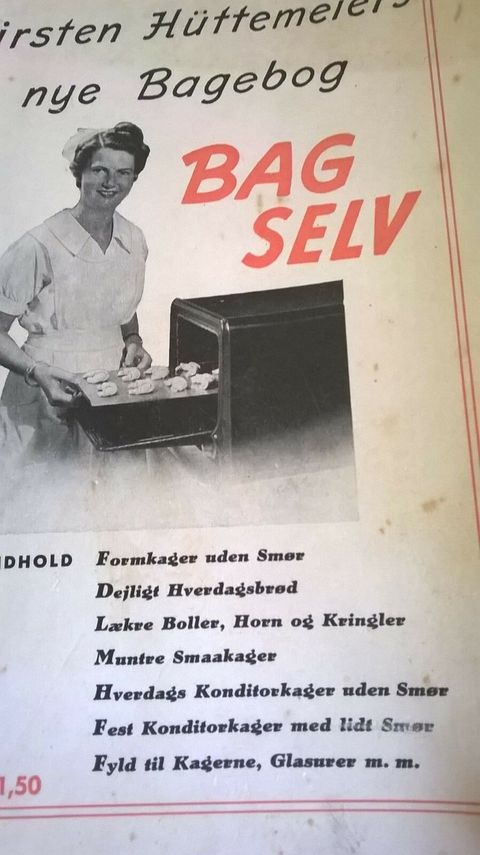 irsten Hüttemeiers
nye Bagebog
BAG
SELV
DHOLD
Formkager uden Smør
Dejligt Hverdagsbrød
Lækre Boller, Horn og Kringler
Muntre Smaakager
Hverdags Konditorkager uden Smør
Fest Konditorkager med lidt Smør
Fyld til Kagerne, Glasurer m. m.
1,50